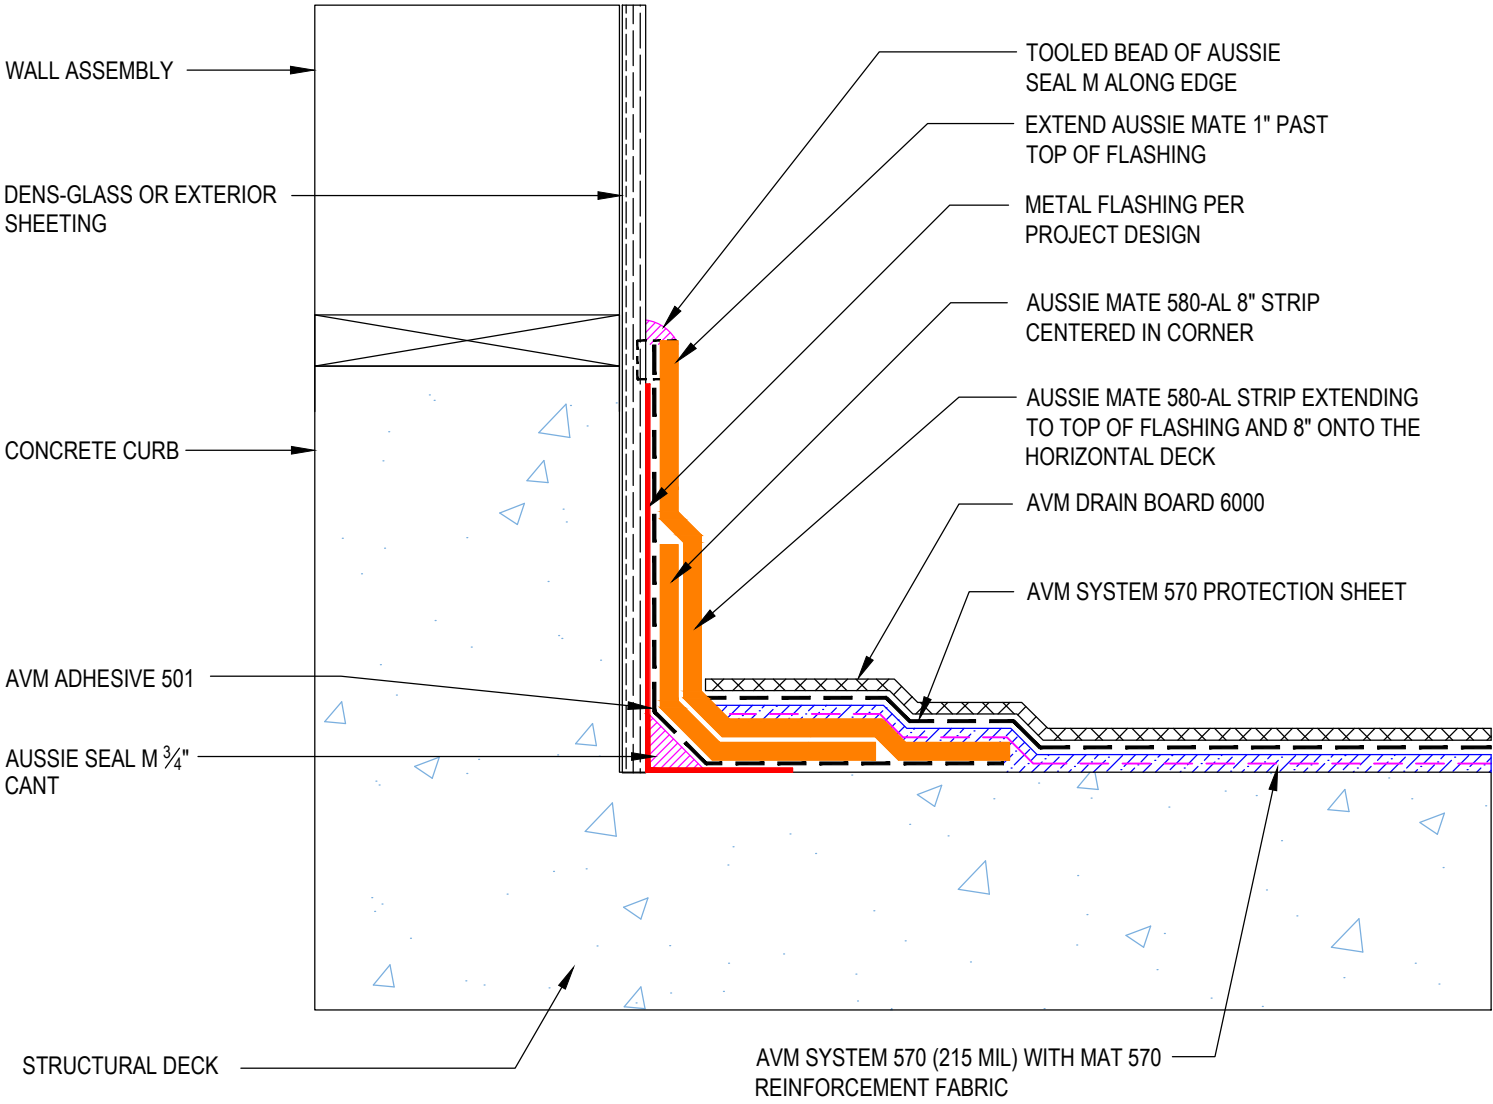 WALL ASSEMBLY
DENS-GLASS OR EXTERIOR
SHEETING
CONCRETE CURB
AVM ADHESIVE 501
AUSSIE SEAL M 3/4"
CANT
STRUCTURAL DECK
TOOLED BEAD OF AUSSIE
SEAL M ALONG EDGE
EXTEND AUSSIE MATE 1" PAST
TOP OF FLASHING
METAL FLASHING PER
PROJECT DESIGN
AUSSIE MATE 580-AL 8" STRIP
CENTERED IN CORNER
AUSSIE MATE 580-AL STRIP EXTENDING
TO TOP OF FLASHING AND 8" ONTO THE
HORIZONTAL DECK
AVM DRAIN BOARD 6000
AVM SYSTEM 570 PROTECTION SHEET
AVM SYSTEM 570 (215 MIL) WITH MAT 570
REINFORCEMENT FABRIC